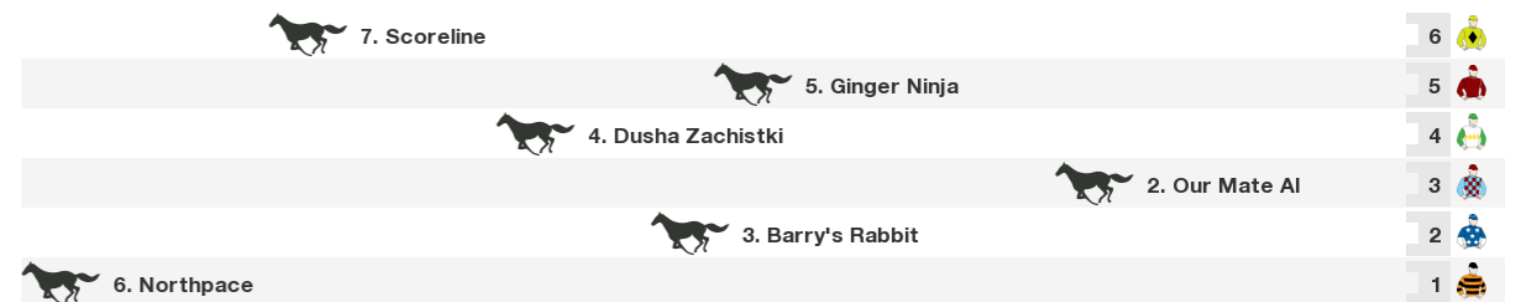 7. Scoreline 6
5. Ginger Ninja 5
4. Dusha Zachistki 4
2. Our Mate Al 3
3. Barry's Rabbit 2
6. Northpace 1